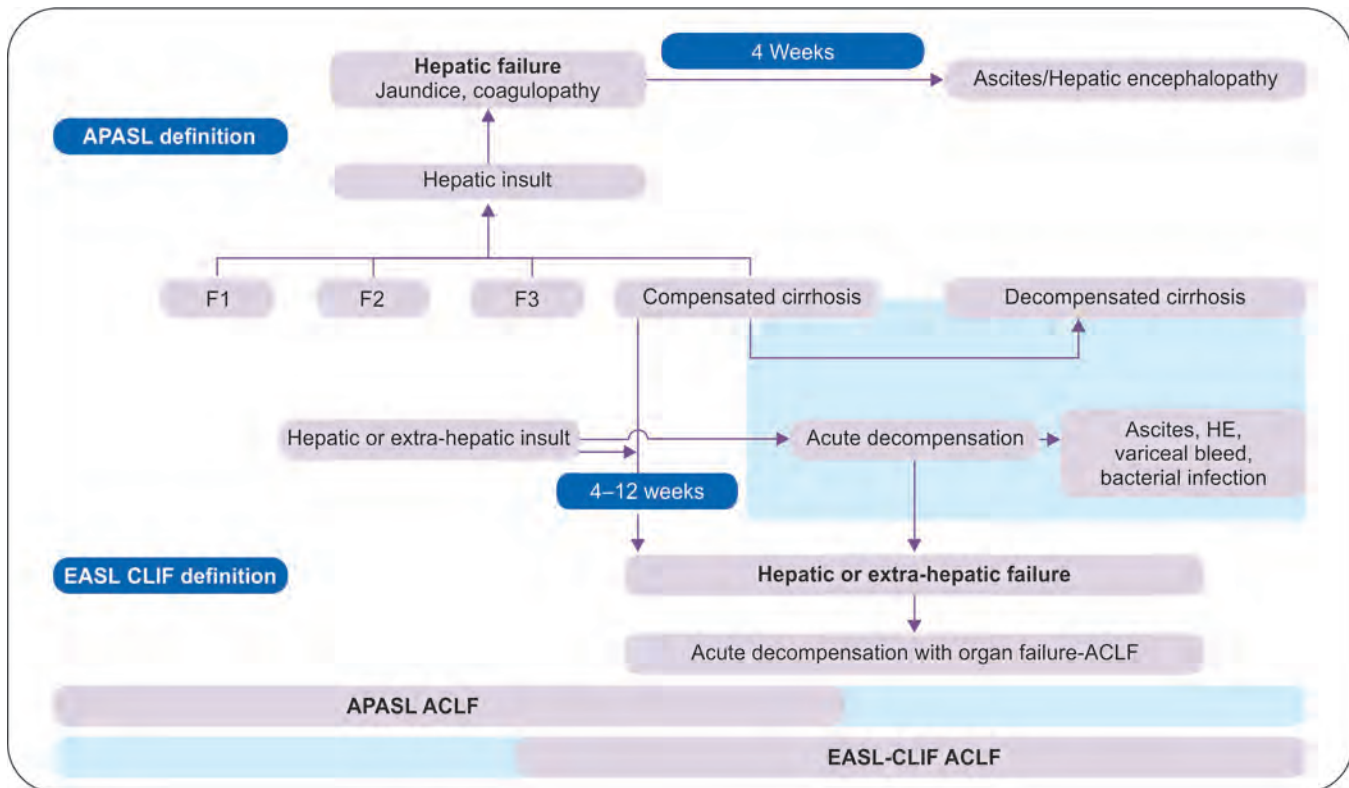 4 Weeks
Hepatic failure
Jaundice, coagulopathy
Ascites/Hepatic encephalopathy
APASL definition
Hepatic insult
F1
F2
F3
Compensated cirrhosis
Decompensated cirrhosis
Hepatic or extra-hepatic insult
Acute decompensation
Ascites, HE,
variceal bleed,
bacterial infection
4–12 weeks
EASL CLIF definition
Hepatic or extra-hepatic failure
Acute decompensation with organ failure-ACLF
APASL ACLF
EASL-CLIF ACLF